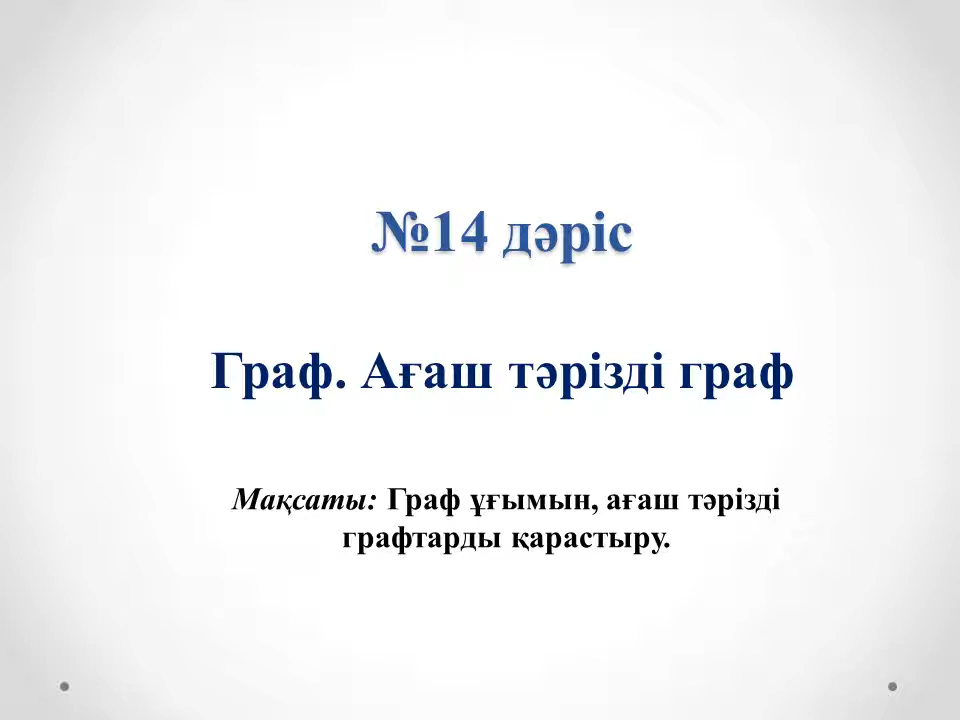 №14 дәріс
Граф. Ағаш тәрізді граф
Мақсаты: Граф ұғымын, ағаш тәрізді
графтарды қарастыру.